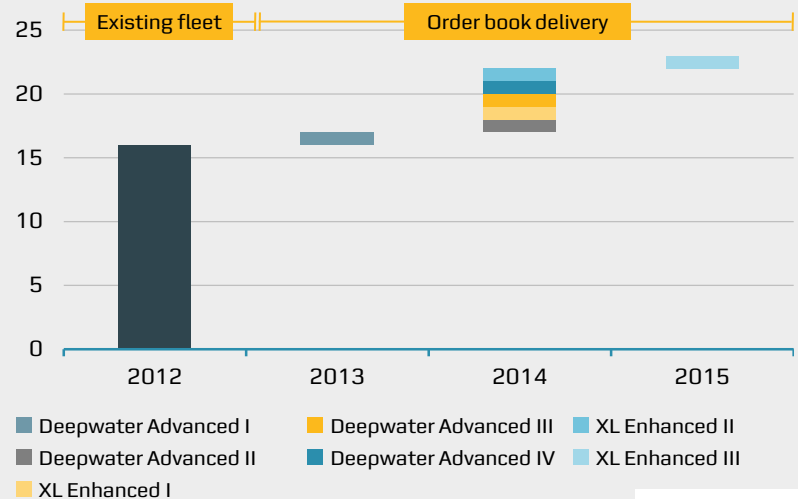 Existing fleet Order book delivery
25
20
15
10
5
0
2012 2013 2014 2015
Deepwater Advanced I Deepwater Advanced III XL Enhanced II
Deepwater Advanced II Deepwater Advanced IV XL Enhanced III
XL Enhanced I